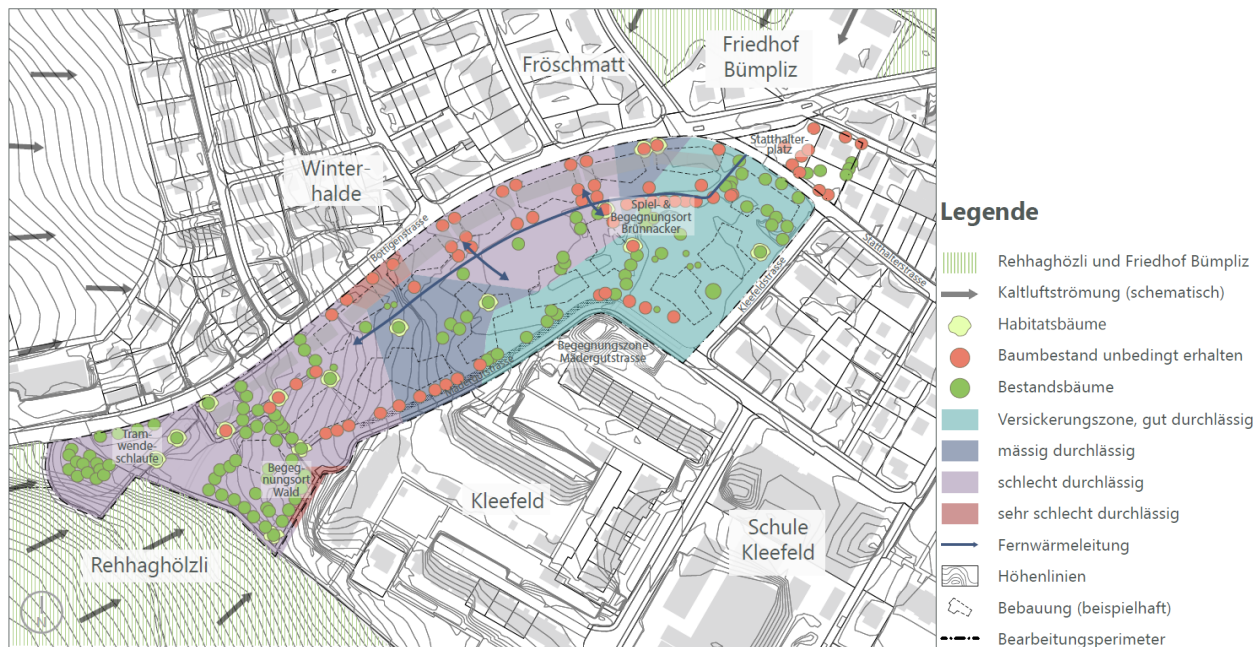 Friedhof
Bümpliz
Fröschmatt
Statthalter-
platz
Winter-
halde
Bottigenstrasse
Spiel- &
Begegnungsort
Brünnacker
Statthalterstrasse
Kleefeldstrasse
Begegnungszone
Mädergutstrasse
Mädergutstrasse
Tram-
wende-
schlaufe
Begeg-
nungsort
Wald
Kleefeld
Schule
Kleefeld
Rehhaghölzli
N
Legende
Rehhaghözli und Friedhof Bümpliz
Kaltluftströmung (schematisch)
Habitatsbäume
Baumbestand unbedingt erhalten
Bestandsbäume
Versickerungszone, gut durchlässig
mässig durchlässig
schlecht durchlässig
sehr schlecht durchlässig
Fernwärmeleitung
Höhenlinien
Bebauung (beispielhaft)
Bearbeitungsperimeter